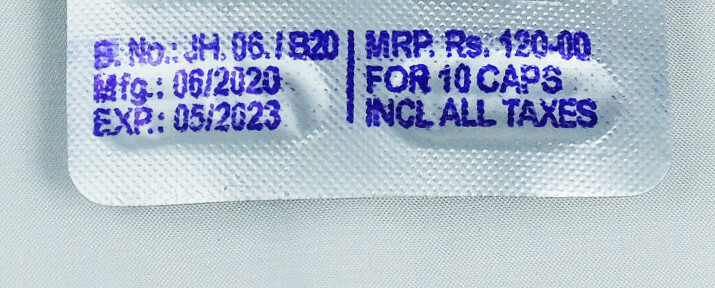 B. No.: JH. 06. / B20
Mfg.: 06/2020
EXP.: 05/2023
MRP. Rs. 120-00
FOR 10 CAPS
INCL ALL TAXES